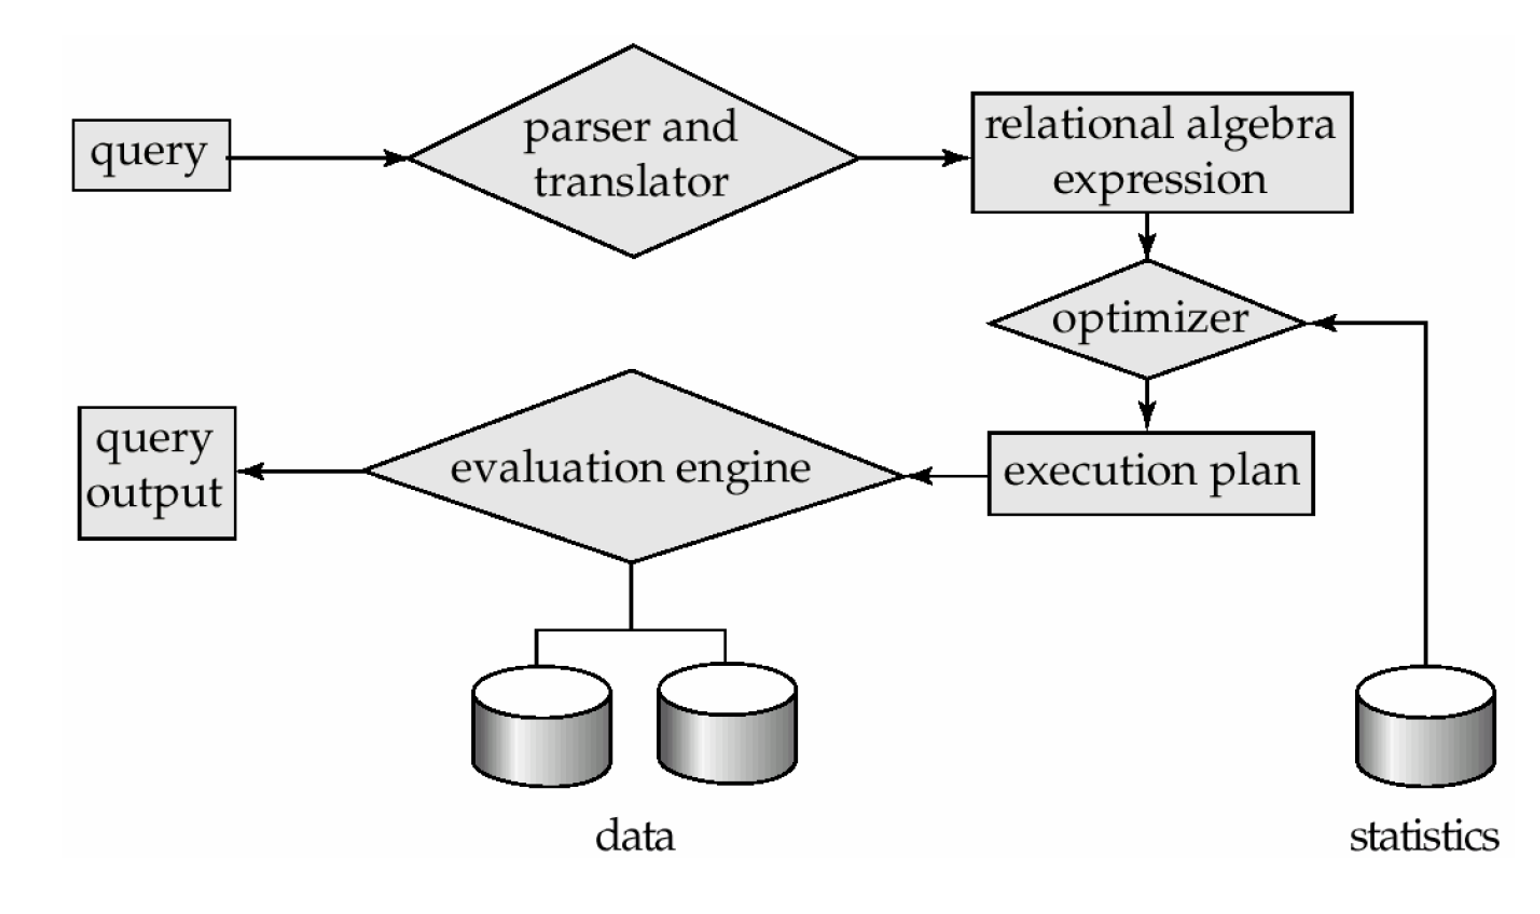 query
parser and
translator
relational algebra
expression
optimizer
execution plan
evaluation engine
query
output
data
statistics